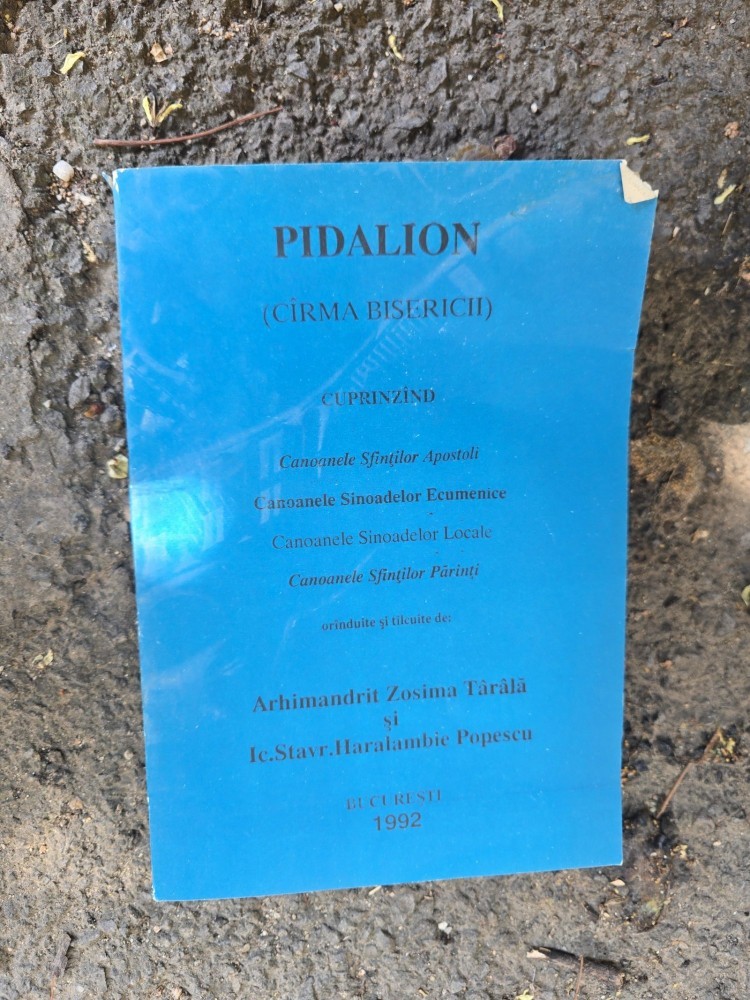 PIDALION
(CÎRMA BISERICII)
CUPRINZÎND
Canoanele Sfinţilor Apostoli
Canoanele Sinoadelor Ecumenice
Canoanele Sinoadelor Locale
Canoanele Sfinţilor Părinţi
orînduite şi tîlcuite de:
Arhimandrit Zosima Târâlă
şi
Ic.Stavr.Haralambie Popescu
BUCUREŞTI
1992